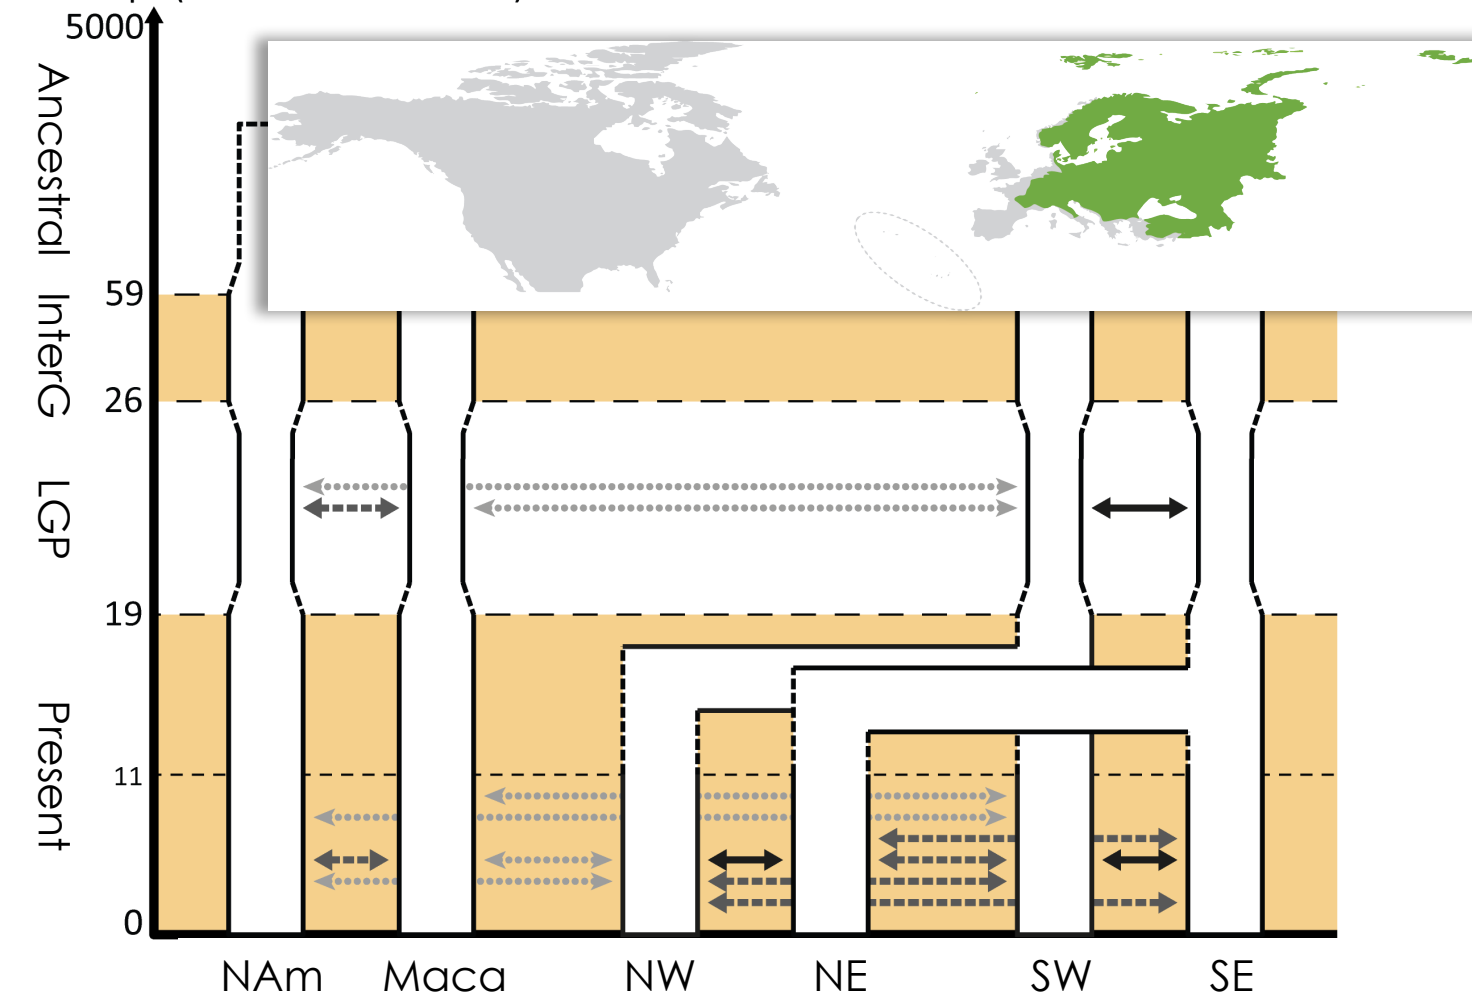 5000
Ancestral
59
InterG
26
LGP
19
Present
11
0
NAm Maca NW NE SW SE